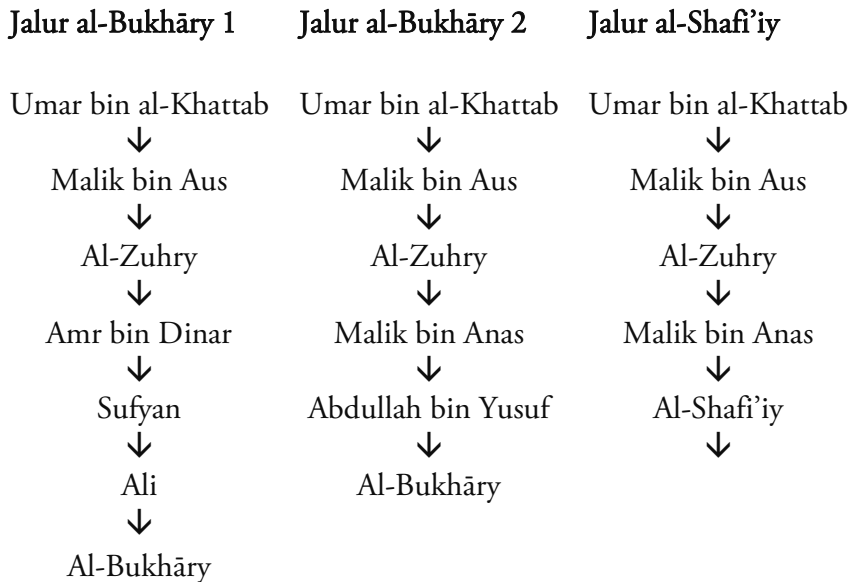 Jalur al-Bukhāry 1 Jalur al-Bukhāry 2 Jalur al-Shafi’iy
Umar bin al-Khattab Umar bin al-Khattab Umar bin al-Khattab
↓ ↓ ↓
Malik bin Aus Malik bin Aus Malik bin Aus
↓ ↓ ↓
Al-Zuhry Al-Zuhry Al-Zuhry
↓ ↓ ↓
Amr bin Dinar Malik bin Anas Malik bin Anas
↓ ↓ ↓
Sufyan Abdullah bin Yusuf Al-Shafi’iy
↓ ↓ ↓
Ali Al-Bukhāry
↓
Al-Bukhāry